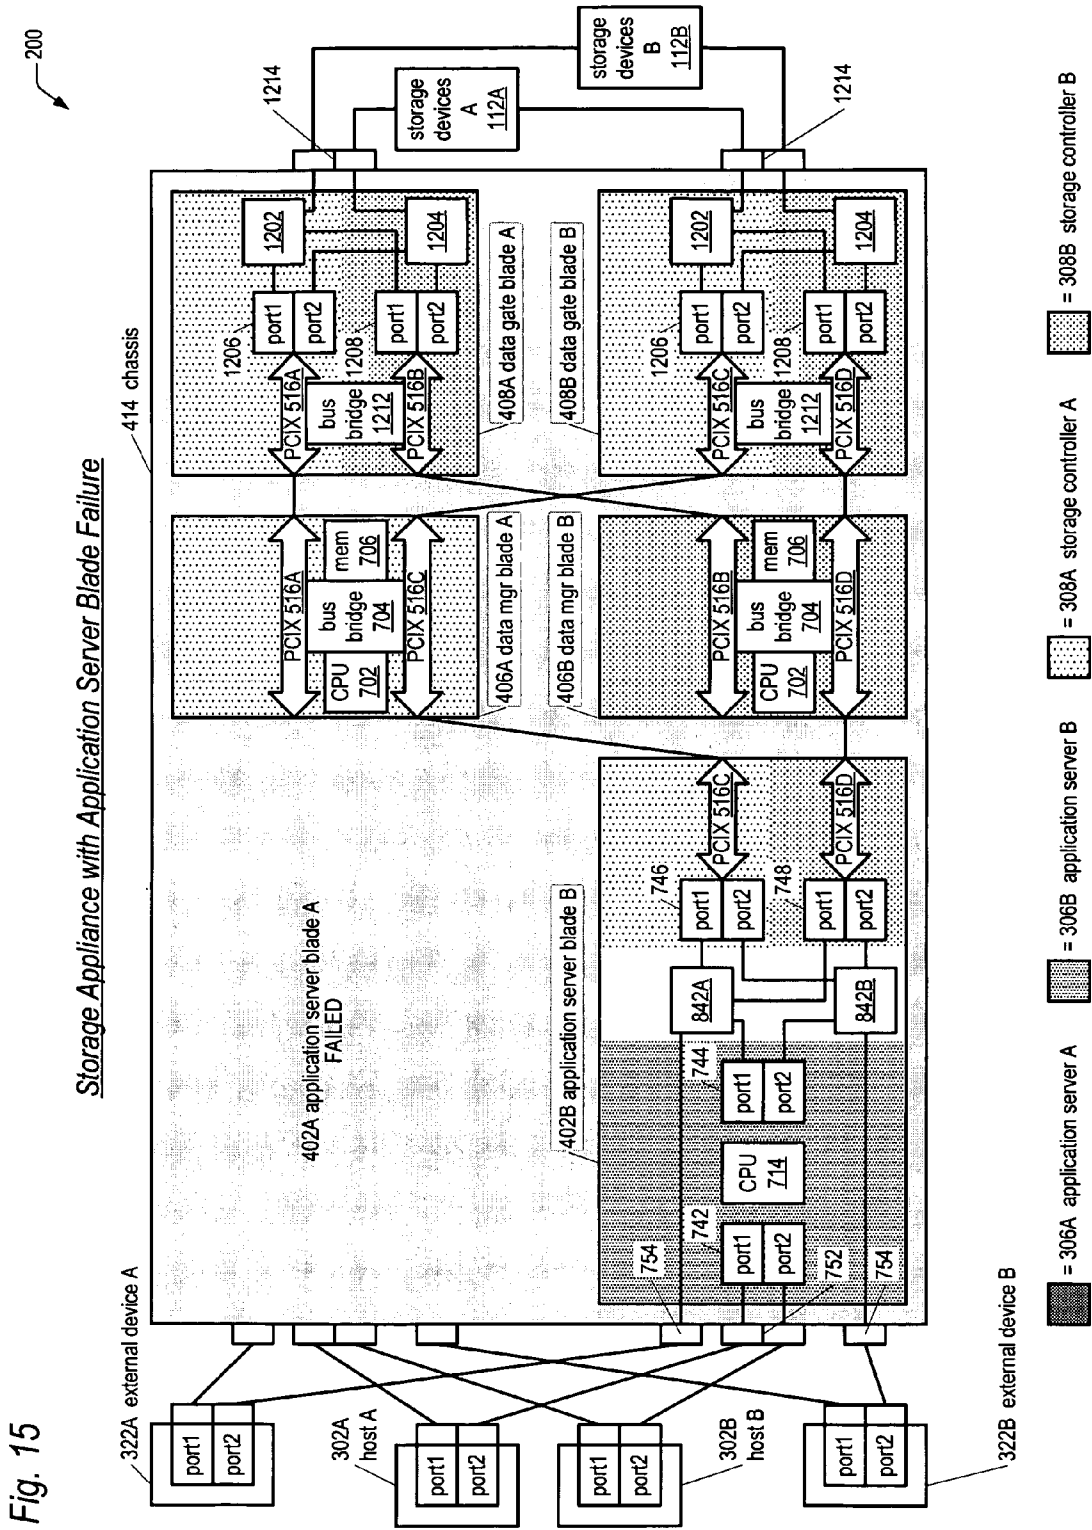 Fig. 15
Storage Appliance with Application Server Blade Failure
200
414 chassis
322A external device A
port1
port2
302A
host A
port1
port2
302B
host B
port1
port2
322B external device B
port1
port2
402A application server blade A
FAILED
402B application server blade B
754
742
port1
port2
752
754
CPU
714
744
port1
port2
842A
842B
746
port1
port2
748
port1
port2
PCIX 516C
PCIX 516D
PCIX 516A
CPU
702
bus
bridge
704
mem
706
PCIX 516C
406A data mgr blade A
406B data mgr blade B
PCIX 516B
CPU
702
bus
bridge
704
mem
706
PCIX 516D
PCIX 516A
bus
bridge
1212
PCIX 516B
1206
port1
port2
1208
port1
port2
1202
1204
408A data gate blade A
408B data gate blade B
PCIX 516C
bus
bridge
1212
PCIX 516D
1206
port1
port2
1208
port1
port2
1202
1204
1214
1214
storage
devices
A
112A
storage
devices
B
112B
= 306A application server A
= 306B application server B
= 308A storage controller A
= 308B storage controller B